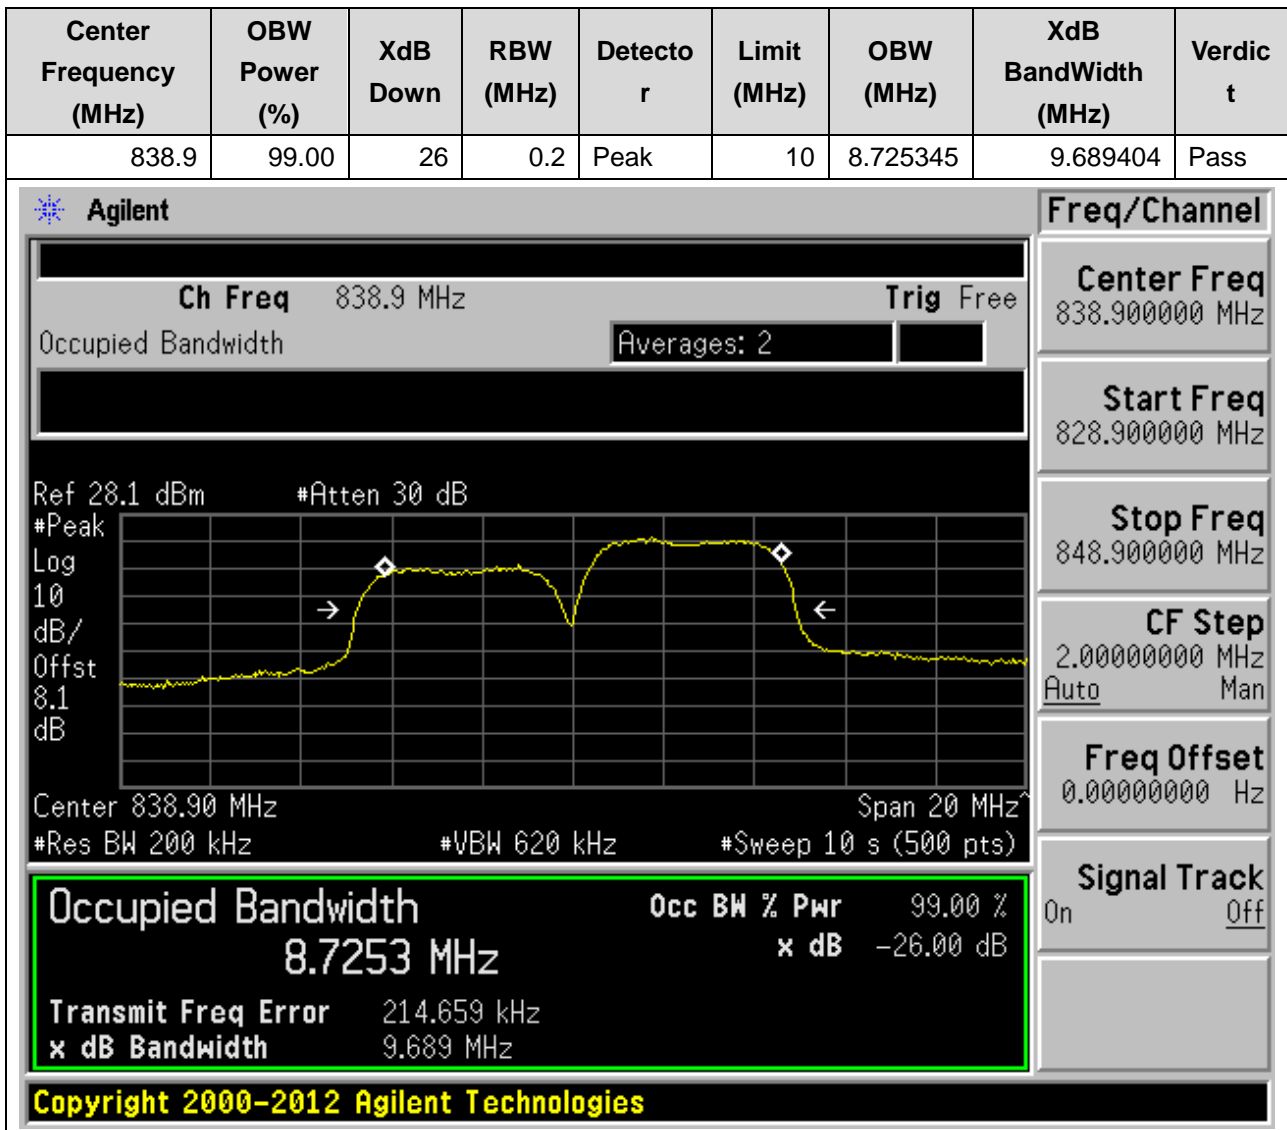 Center Frequency (MHz) OBW Power (%) XdB Down RBW (MHz) Detecto r Limit (MHz) OBW (MHz) XdB BandWidth (MHz) Verdic t
838.9 99.00 26 0.2 Peak 10 8.725345 9.689404 Pass
Agilent
Freq/Channel
Ch Freq 838.9 MHz Trig Free
Occupied Bandwidth Averages: 2
Center Freq
838.900000 MHz
Start Freq
828.900000 MHz
Stop Freq
848.900000 MHz
CF Step
2.00000000 MHz
Auto Man
Freq Offset
0.00000000 Hz
Signal Track
On Off
Ref 28.1 dBm #Atten 30 dB
#Peak
Log
10
dB/
Offst
8.1
dB
Center 838.90 MHz Span 20 MHz^
#Res BW 200 kHz #VBW 620 kHz #Sweep 10 s (500 pts)
Occupied Bandwidth
8.7253 MHz
Occ BW % Pwr 99.00 %
x dB -26.00 dB
Transmit Freq Error 214.659 kHz
x dB Bandwidth 9.689 MHz
Copyright 2000-2012 Agilent Technologies